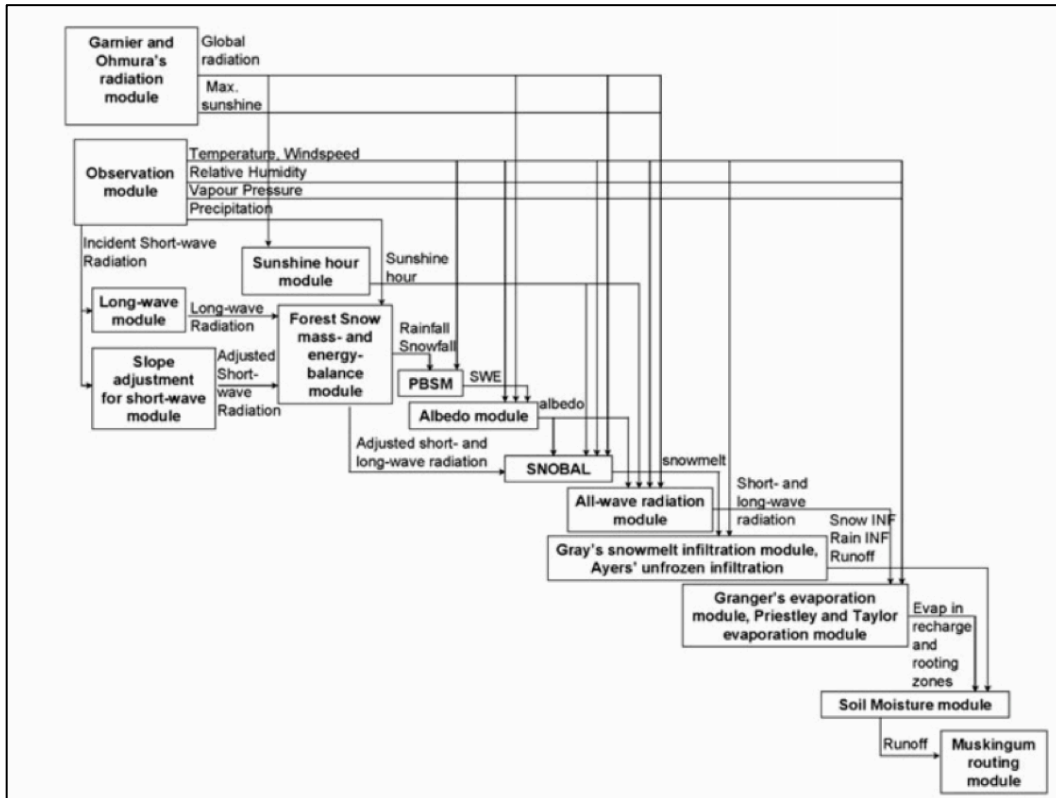 Garnier and
Ohmura's
radiation module
Global
radiation
Max.
sunshine
Observation
module
Temperature, Windspeed
Relative Humidity
Vapour Pressure
Precipitation
Incident Short-wave
Radiation
Sunshine hour
module
Sunshine
hour
Long-wave
module
Long-wave
Radiation
Forest Snow
mass- and
energy-
balance
module
Rainfall
Snowfall
Slope
adjustment
for short-wave
module
Adjusted
Short-
wave
Radiation
PBSM
SWE
Albedo module
albedo
Adjusted short- and
long-wave radiation
SNOBAL
snowmelt
All-wave radiation
module
Short- and
long-wave
radiation
Snow INF
Rain INF
Runoff
Gray's snowmelt infiltration module,
Ayers' unfrozen infiltration
Granger's evaporation
module, Priestley and Taylor
evaporation module
Evap in
recharge
and
rooting
zones
Soil Moisture module
Runoff
Muskingum
routing
module